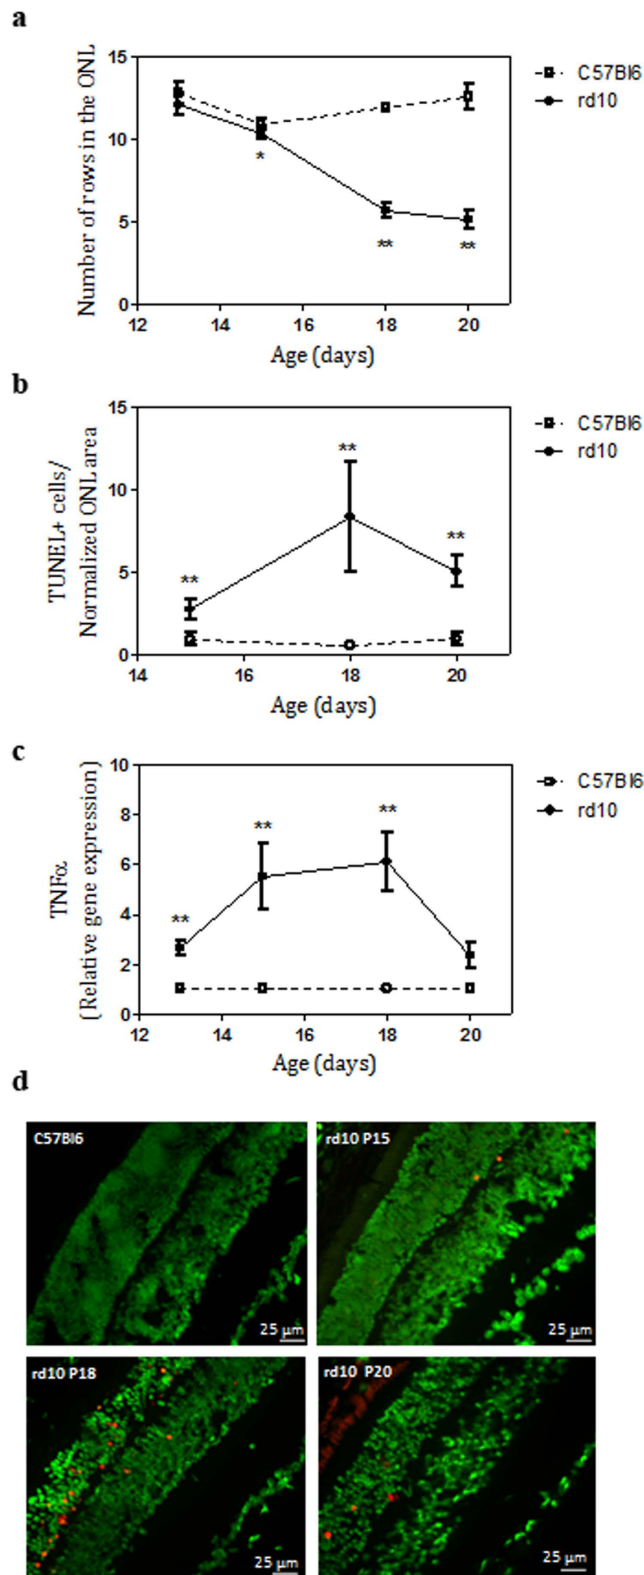 a
15
10
5
0
Number of rows in the ONL
*
**
**
12
14
16
18
20
Age (days)
C57Bl6
rd10
b
15
10
5
0
TUNEL+ cells/
Normalized ONL area
**
**
**
14
16
18
20
Age (days)
C57Bl6
rd10
c
10
8
6
4
2
0
TNFα
(Relative gene expression)
**
**
**
12
14
16
18
20
Age (days)
C57Bl6
rd10
d
C57Bl6
25 µm
rd10 P15
25 µm
rd10 P18
25 µm
rd10 P20
25 µm